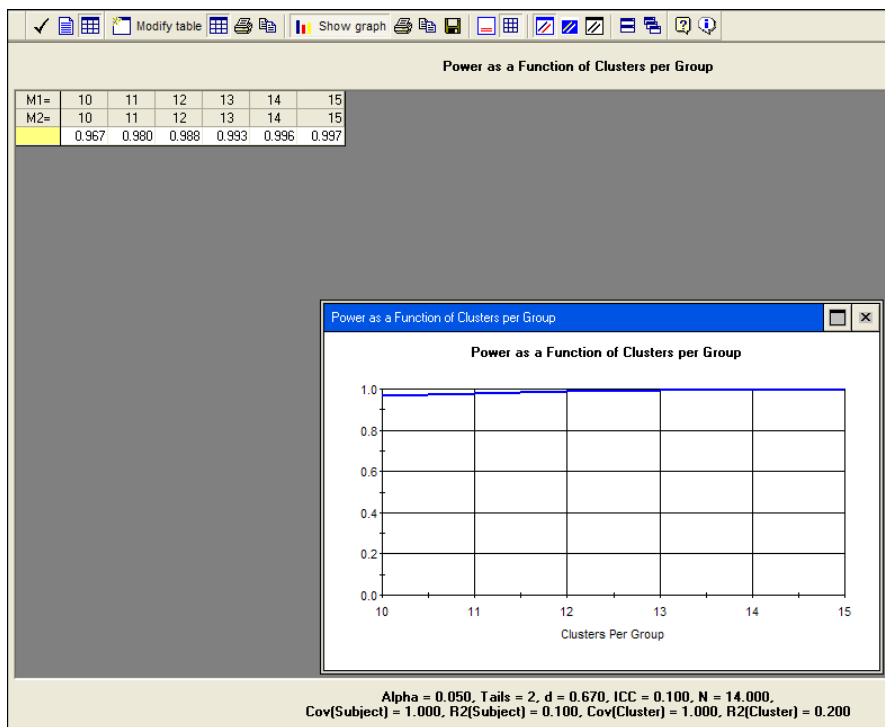 Modify table Show graph
Power as a Function of Clusters per Group
M1= 10 11 12 13 14 15
M2= 10 11 12 13 14 15
0.967 0.980 0.988 0.993 0.996 0.997
Power as a Function of Clusters per Group
Power as a Function of Clusters per Group
1.0
0.8
0.6
0.4
0.2
0.0
10 11 12 13 14 15
Clusters Per Group
Alpha = 0.050, Tails = 2, d = 0.670, ICC = 0.100, N = 14.000,
Cov(Subject) = 1.000, R2(Subject) = 0.100, Cov(Cluster) = 1.000, R2(Cluster) = 0.200